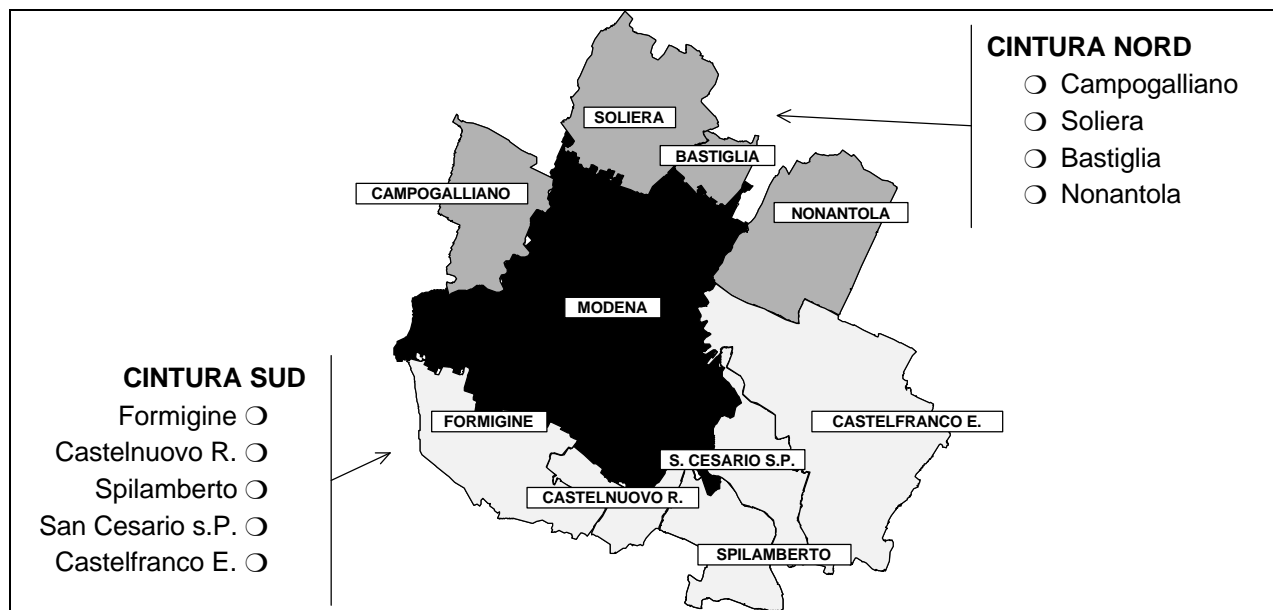 CINTURA NORD
❍ Campogalliano
❍ Soliera
❍ Bastiglia
❍ Nonantola
SOLIERA
BASTIGLIA
CAMPOGALLIANO
NONANTOLA
MODENA
CINTURA SUD
Formigine ❍
Castelnuovo R. ❍
Spilamberto ❍
San Cesario s.P. ❍
Castelfranco E. ❍
FORMIGINE
CASTELFRANCO E.
S. CESARIO S.P.
CASTELNUOVO R.
SPILAMBERTO